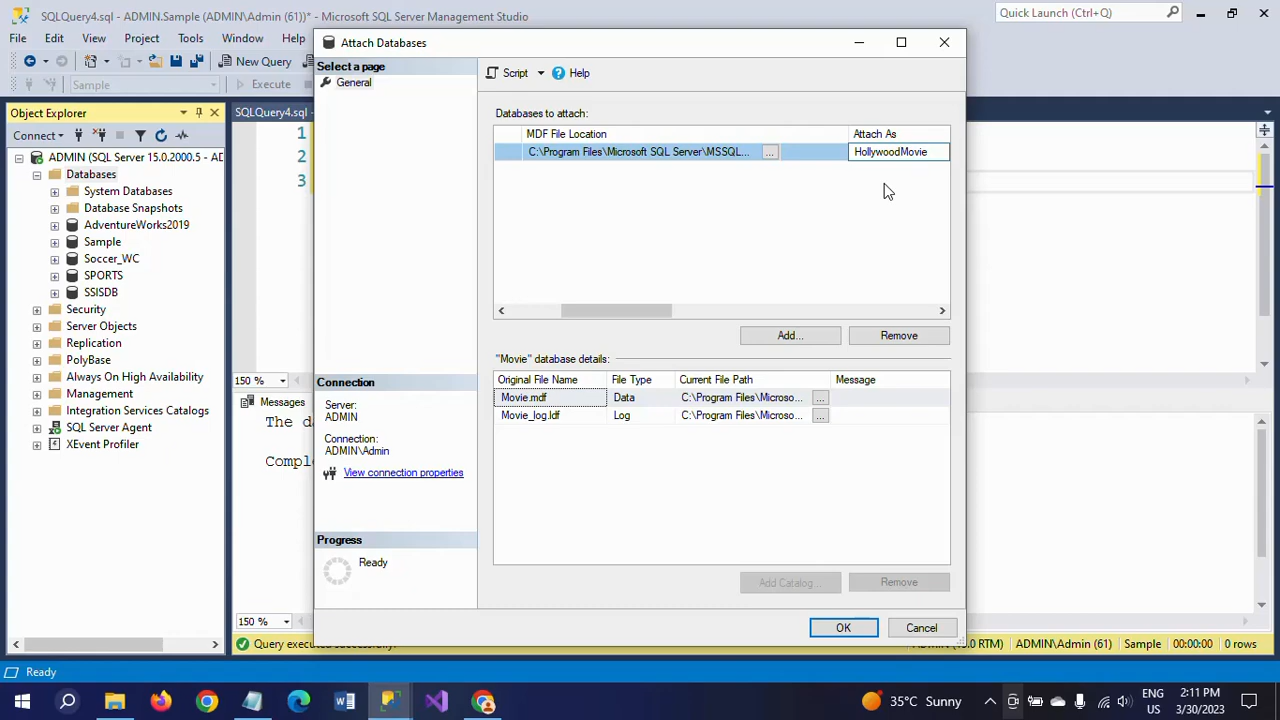 SQLQuery4.sql - ADMIN.Sample (ADMIN\Admin (61))* - Microsoft SQL Server Management Studio
Quick Launch (Ctrl+Q)
File Edit View Project Tools Window
Attach Databases
New Query
Sample
Execute
Select a page
General
Script Help
Object Explorer
SQLQuery4.sql -
Connect
Databases to attach:
MDF File Location Attach As
C:\Program Files\Microsoft SQL Server\MSSQL... ... HollywoodMovie
1
2
3
ADMIN (SQL Server 15.0.2000.5 - AD
Databases
System Databases
Database Snapshots
AdventureWorks2019
Sample
Soccer_WC
SPORTS
SSISDB
Security
Server Objects
Replication
PolyBase
Always On High Availability
Management
Integration Services Catalogs
SQL Server Agent
XEvent Profiler
Add... Remove
"Movie" database details:
Original File Name File Type Current File Path Message
Movie.mdf Data C:\Program Files\Microso... ...
Movie_log.ldf Log C:\Program Files\Microso... ...
150 %
Messages
The da
Comple
Connection
Server:
ADMIN
Connection:
ADMIN\Admin
View connection properties
Progress
Ready
Add Catalog... Remove
OK Cancel
150 %
Query executed successfully. ADMIN\Admin (61) Sample 00:00:00 0 rows
Ready
35°C Sunny
ENG
US
2:11 PM
3/30/2023